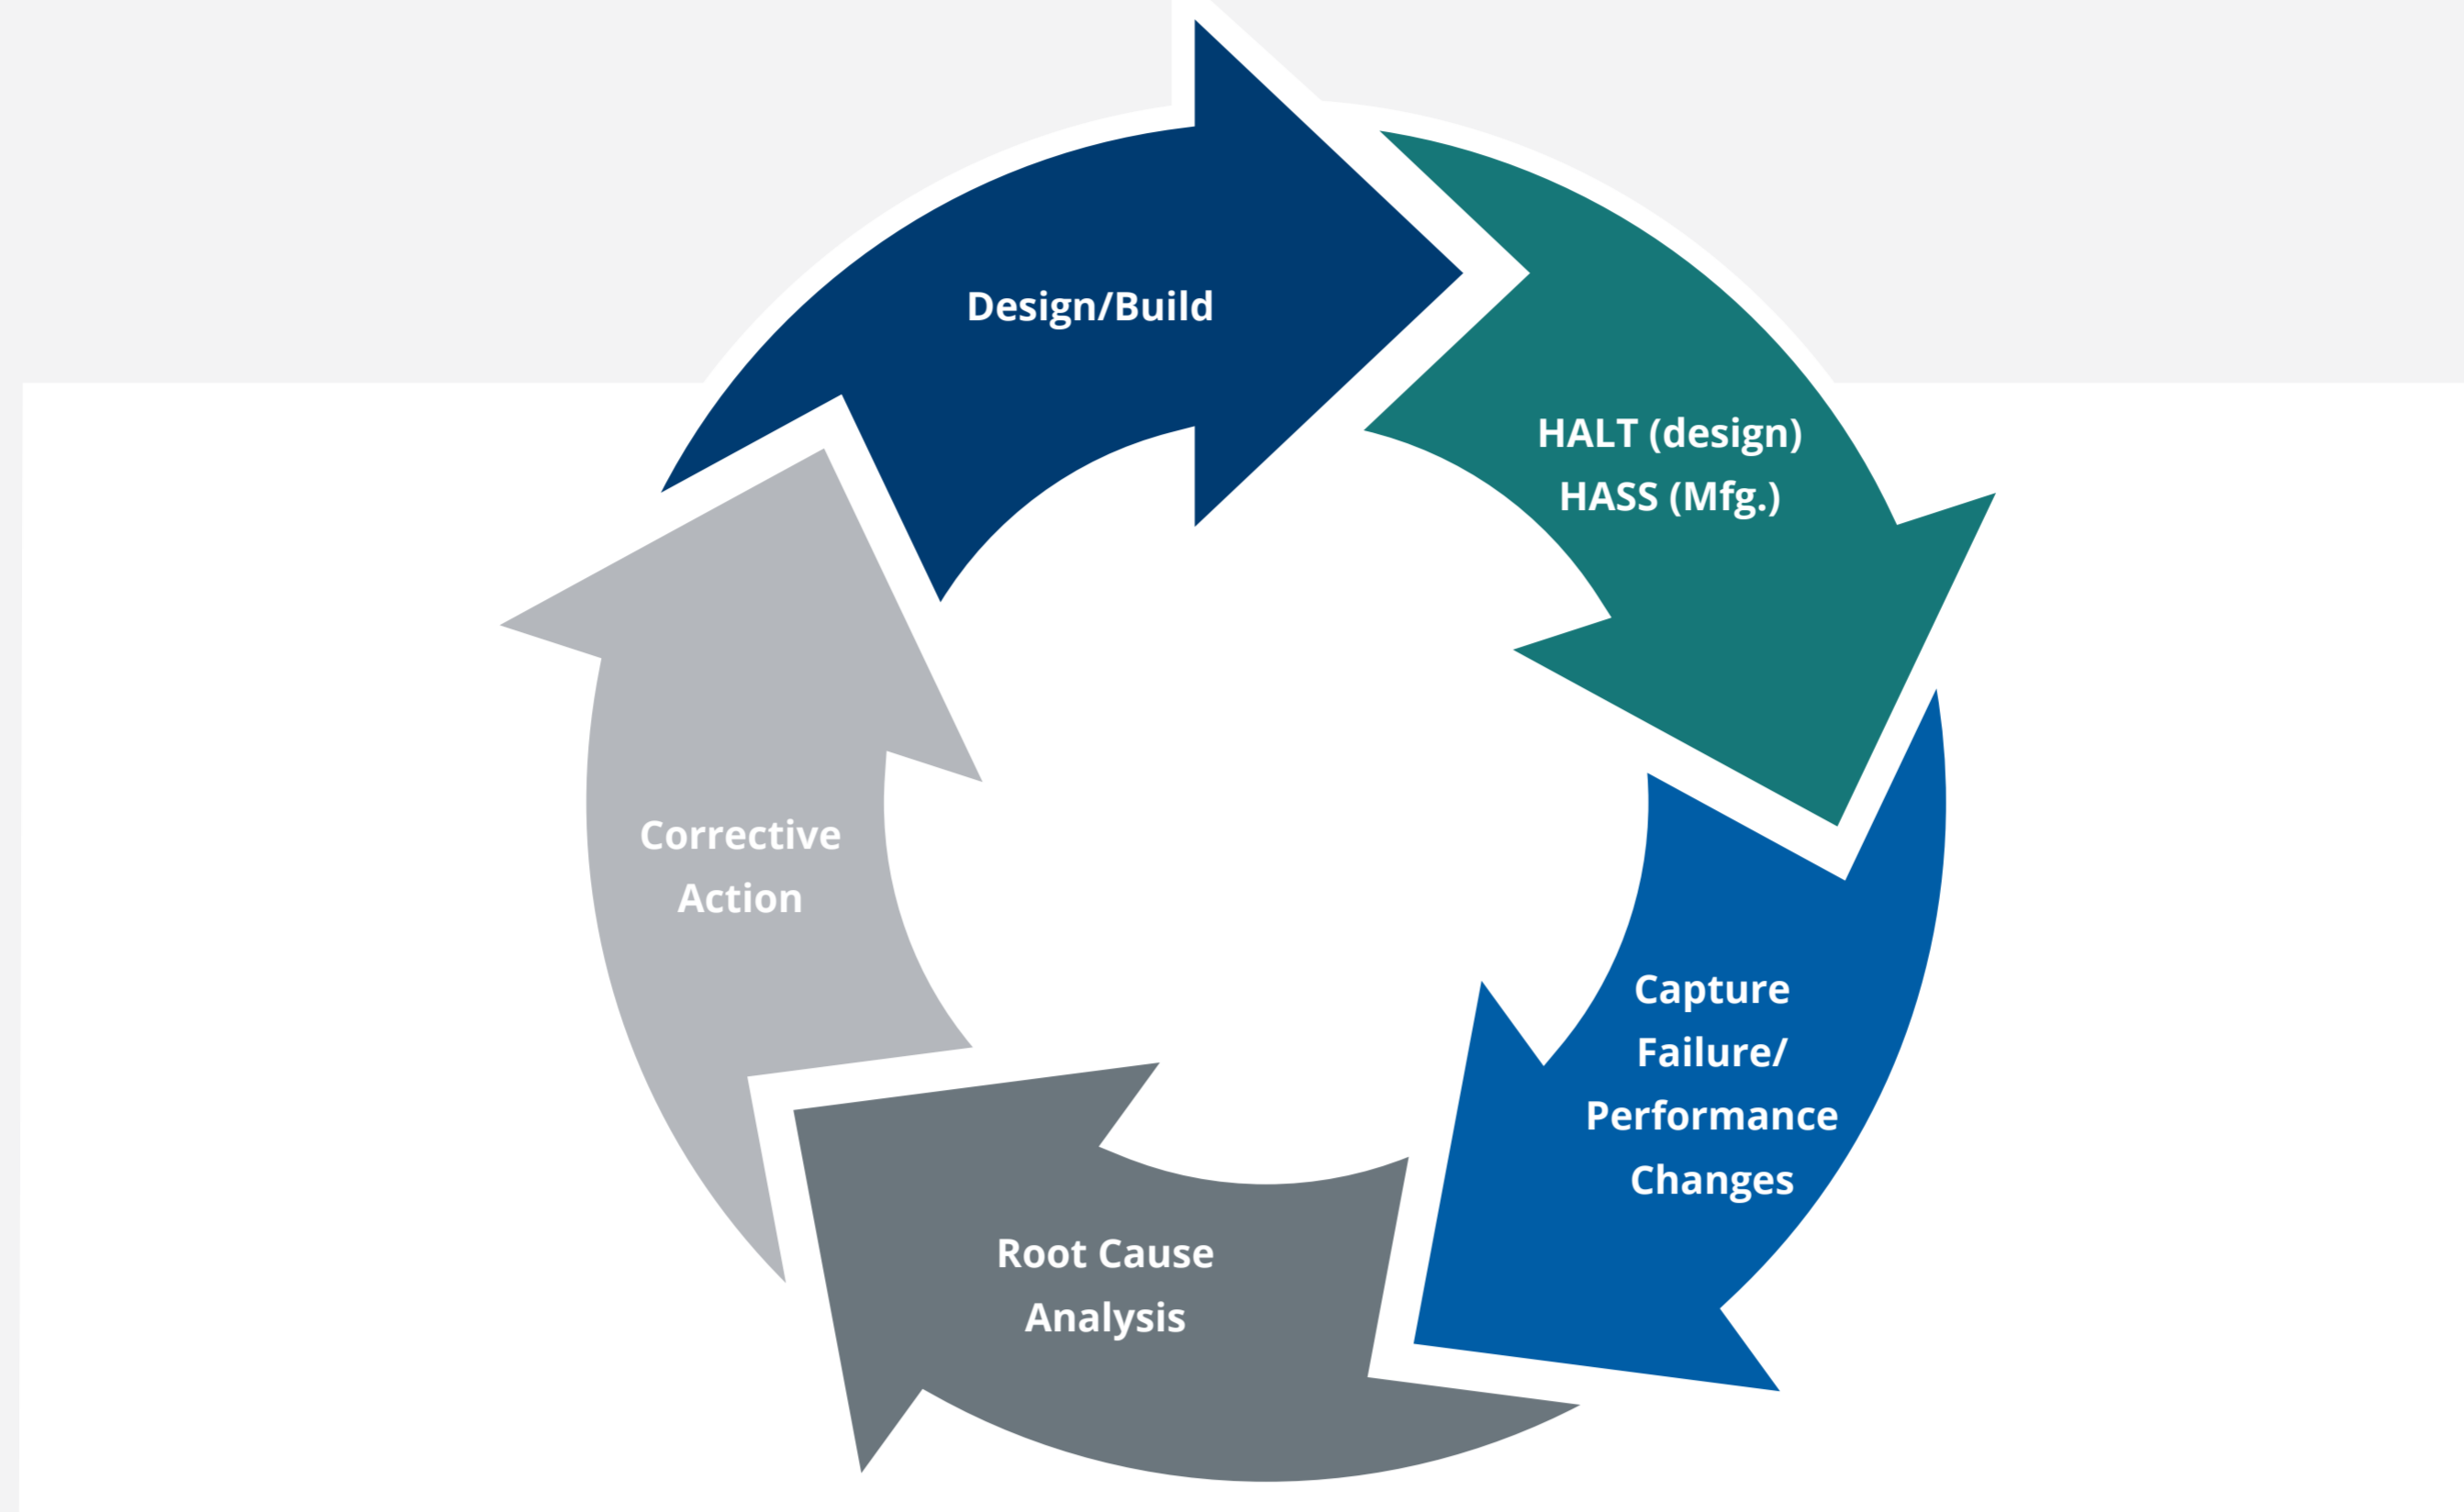 Design/Build
HALT (design)
HASS (Mfg.)
Capture
Failure/
Performance
Changes
Root Cause
Analysis
Corrective
Action